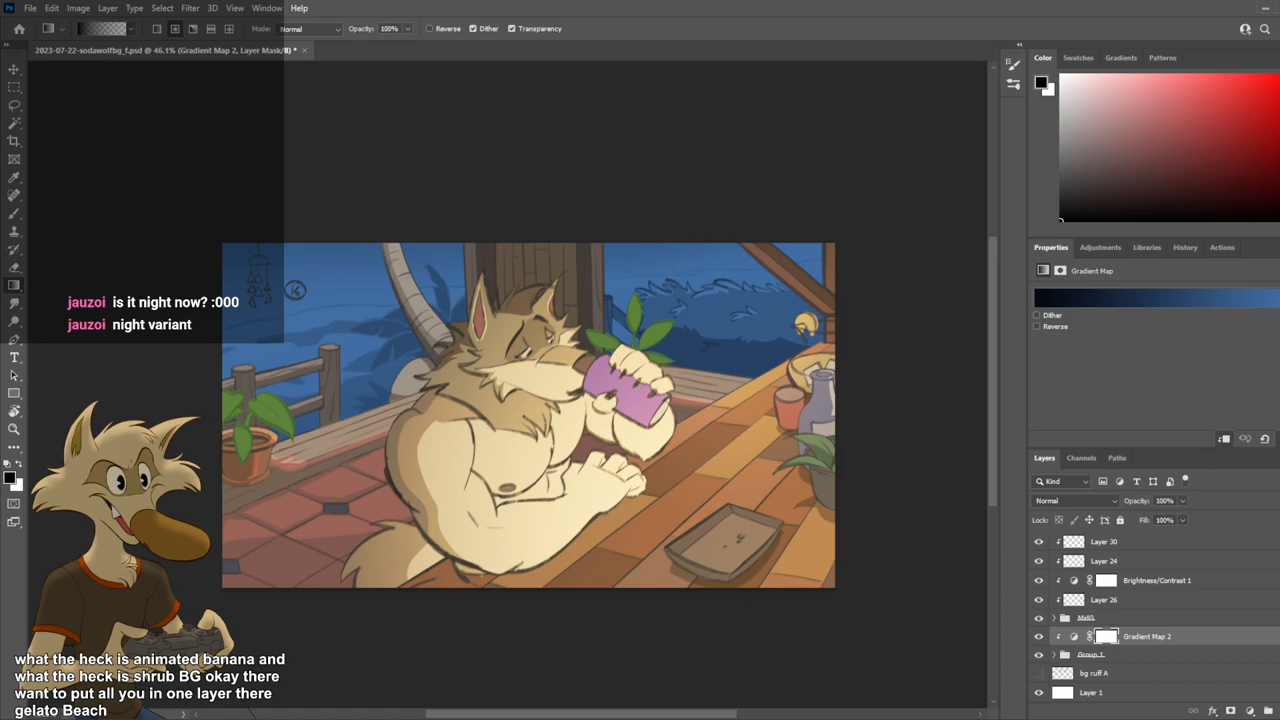 Ps File Edit Image Layer Type Select Filter 3D View Window Help
Mode: Normal Opacity: 100% Reverse Dither Transparency
2023-07-22-sodawolfbg_f.psd @ 46.1% (Gradient Map 2, Layer Mask/8) * ×
Color Swatches Gradients Patterns
Properties Adjustments Libraries History Actions
Gradient Map
Dither
Reverse
K
jauzoi is it night now? :000
jauzoi night variant
Layers Channels Paths
Kind
Normal Opacity: 100%
Lock: Fill: 100%
Layer 30
Layer 24
Brightness/Contrast 1
Layer 26
MidG
Gradient Map 2
Group 1
bg ruff A
Layer 1
what the heck is animated banana and
what the heck is shrub BG okay there
want to put all you in one layer there
gelato Beach